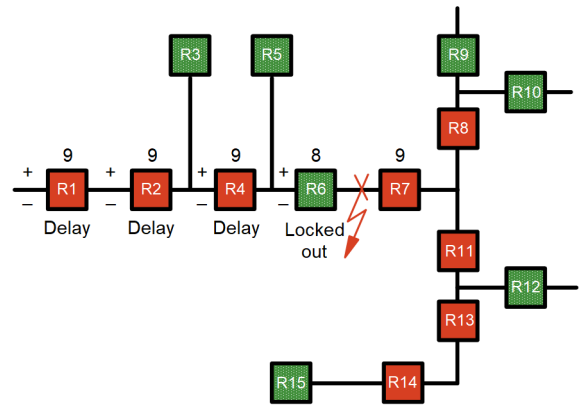 R9
R3
R5
R10
R8
9
9
9
8
9
+
+
+
+
R1
R2
R4
R6
R7
–
–
–
–
Delay
Delay
Delay
Locked
out
R11
R12
R13
R15
R14